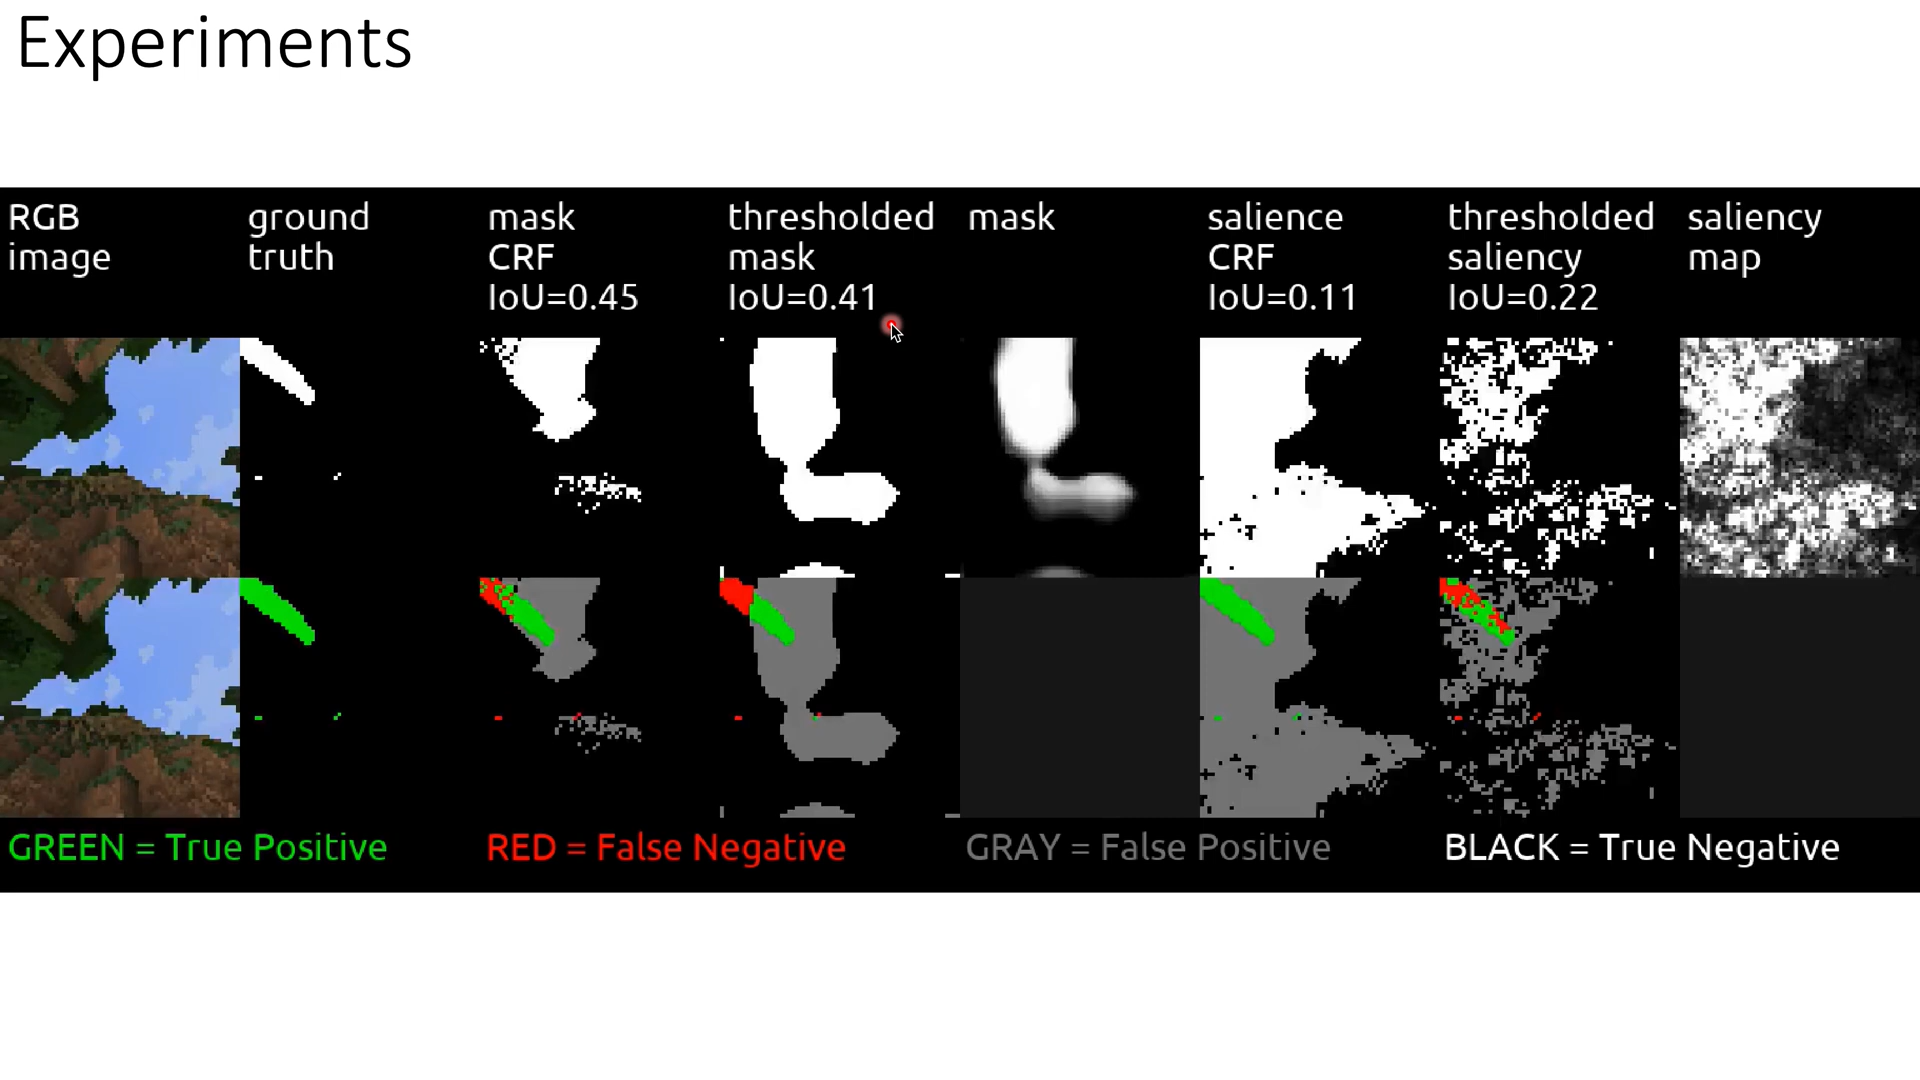 Experiments
RGB
image
ground
truth
mask
CRF
IoU=0.45
thresholded
mask
IoU=0.41
mask
salience
CRF
IoU=0.11
thresholded
saliency
IoU=0.22
saliency
map
GREEN = True Positive
RED = False Negative
GRAY = False Positive
BLACK = True Negative